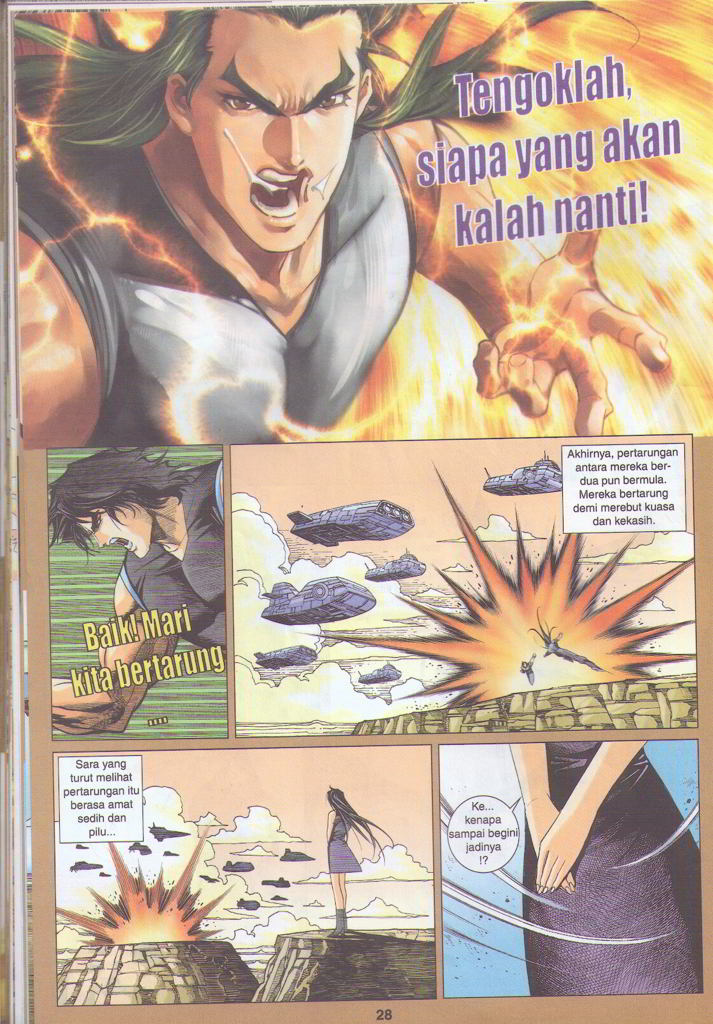 Tengoklah,
siapa yang akan
kalah nanti!
Akhirnya, pertarungan
antara mereka ber-
dua pun bermula.
Mereka bertarung
demi merebut kuasa
dan kekasih.
Baik! Mari
kita bertarung
....
Sara yang
turut melihat
pertarungan itu
berasa amat
sedih dan
pilu...
Ke...
kenapa
sampai begini
jadinya
!?
28